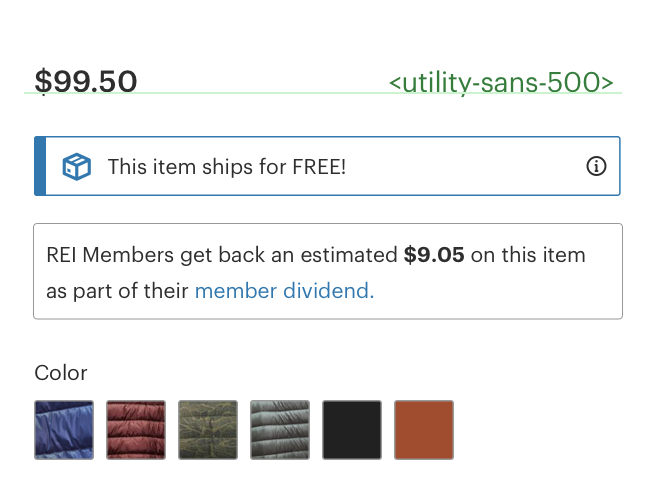 $99.50 <utility-sans-500>
This item ships for FREE!
REI Members get back an estimated $9.05 on this item
as part of their member dividend.
Color